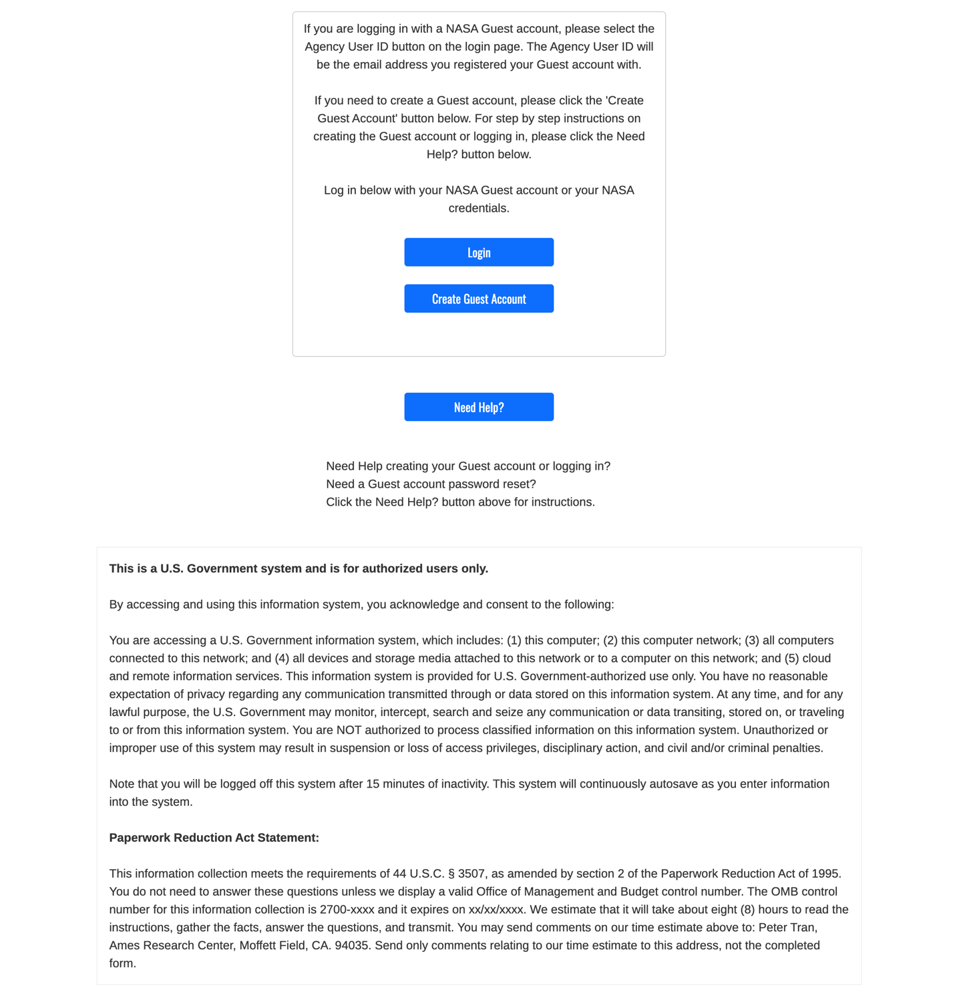 If you are logging in with a NASA Guest account, please select the
Agency User ID button on the login page. The Agency User ID will
be the email address you registered your Guest account with.
If you need to create a Guest account, please click the 'Create
Guest Account' button below. For step by step instructions on
creating the Guest account or logging in, please click the Need
Help? button below.
Log in below with your NASA Guest account or your NASA
credentials.
Login
Create Guest Account
Need Help?
Need Help creating your Guest account or logging in?
Need a Guest account password reset?
Click the Need Help? button above for instructions.
This is a U.S. Government system and is for authorized users only.
By accessing and using this information system, you acknowledge and consent to the following:
You are accessing a U.S. Government information system, which includes: (1) this computer; (2) this computer network; (3) all computers
connected to this network; and (4) all devices and storage media attached to this network or to a computer on this network; and (5) cloud
and remote information services. This information system is provided for U.S. Government-authorized use only. You have no reasonable
expectation of privacy regarding any communication transmitted through or data stored on this information system. At any time, and for any
lawful purpose, the U.S. Government may monitor, intercept, search and seize any communication or data transiting, stored on, or traveling
to or from this information system. You are NOT authorized to process classified information on this information system. Unauthorized or
improper use of this system may result in suspension or loss of access privileges, disciplinary action, and civil and/or criminal penalties.
Note that you will be logged off this system after 15 minutes of inactivity. This system will continuously autosave as you enter information
into the system.
Paperwork Reduction Act Statement:
This information collection meets the requirements of 44 U.S.C. § 3507, as amended by section 2 of the Paperwork Reduction Act of 1995.
You do not need to answer these questions unless we display a valid Office of Management and Budget control number. The OMB control
number for this information collection is 2700-xxxx and it expires on xx/xx/xxxx. We estimate that it will take about eight (8) hours to read the
instructions, gather the facts, answer the questions, and transmit. You may send comments on our time estimate above to: Peter Tran,
Ames Research Center, Moffett Field, CA. 94035. Send only comments relating to our time estimate to this address, not the completed
form.